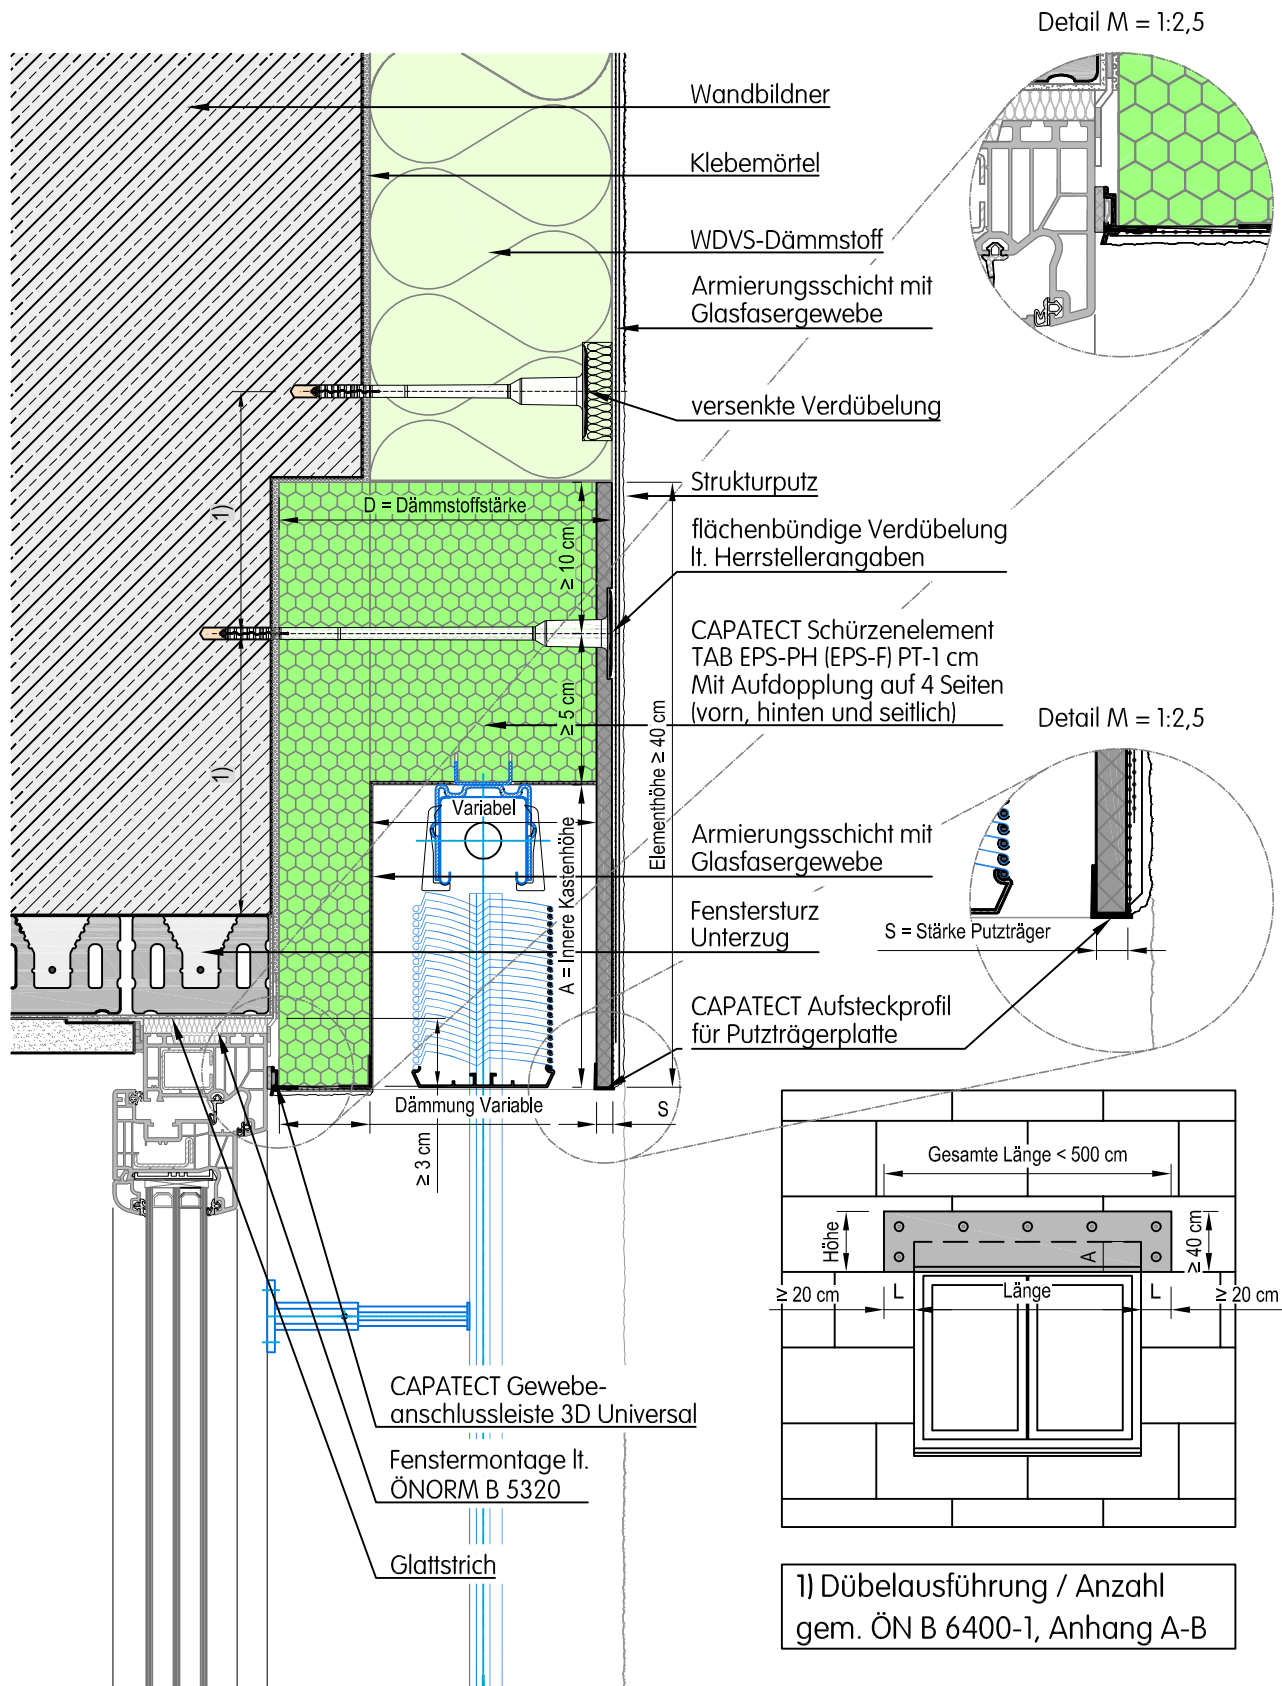 Detail M = 1:2,5
Wandbildner
Klebemörtel
WDVS-Dämmstoff
Armierungsschicht mit
Glasfasergewebe
versenkte Verdübelung
Strukturputz
flächenbündige Verdübelung
lt. Herrstellerangaben
CAPATECT Schürzenelement
TAB EPS-PH (EPS-F) PT-1 cm
Mit Aufdopplung auf 4 Seiten
(vorn, hinten und seitlich)
Detail M = 1:2,5
Armierungsschicht mit
Glasfasergewebe
Fenstersturz
Unterzug
S = Stärke Putzträger
CAPATECT Aufsteckprofil
für Putzträgerplatte
D = Dämmstoffstärke
≥ 10 cm
≥ 5 cm
Elementhöhe ≥ 40 cm
1)
1)
Variabel
A = Innere Kastenhöhe
Dämmung Variable
S
≥ 3 cm
Gesamte Länge < 500 cm
Höhe
A
≥ 40 cm
≥ 20 cm
L
Länge
L
≥ 20 cm
CAPATECT Gewebe-
anschlussleiste 3D Universal
Fenstermontage lt.
ÖNORM B 5320
Glattstrich
1) Dübelausführung / Anzahl
gem. ÖN B 6400-1, Anhang A-B